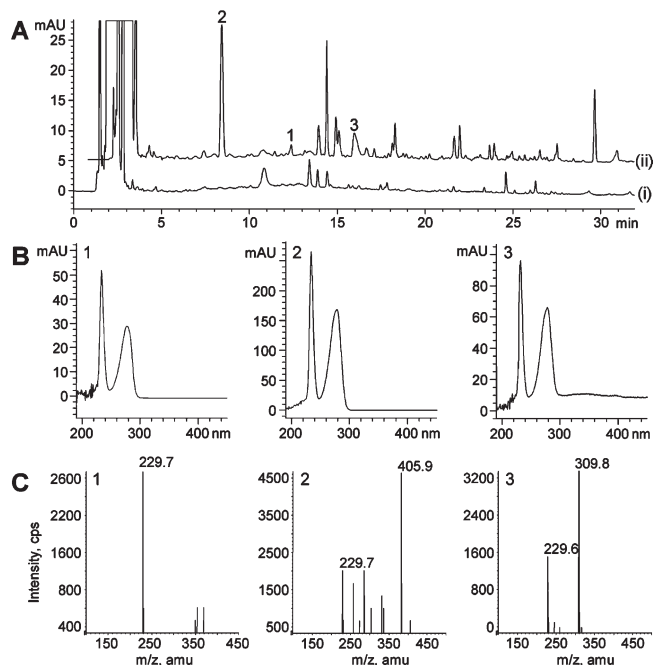 A
mAU
2
25
20
15
1
3
10
5
(ii)
0
(i)
0 5 10 15 20 25 30 min
B
mAU 1
50
40
30
20
10
0
200 300 400 nm
mAU 2
200
150
100
50
0
200 300 400 nm
mAU 3
80
60
40
20
0
200 300 400 nm
C
Intensity, cps
2600 1
229.7
2200
1600
800
400
150 250 350 450
m/z, amu
4500 2
405.9
3500
2500
229.7
1500
500
150 250 350 450
m/z, amu
3200 3
309.8
2400
1600
229.6
800
0
150 250 350 450
m/z, amu